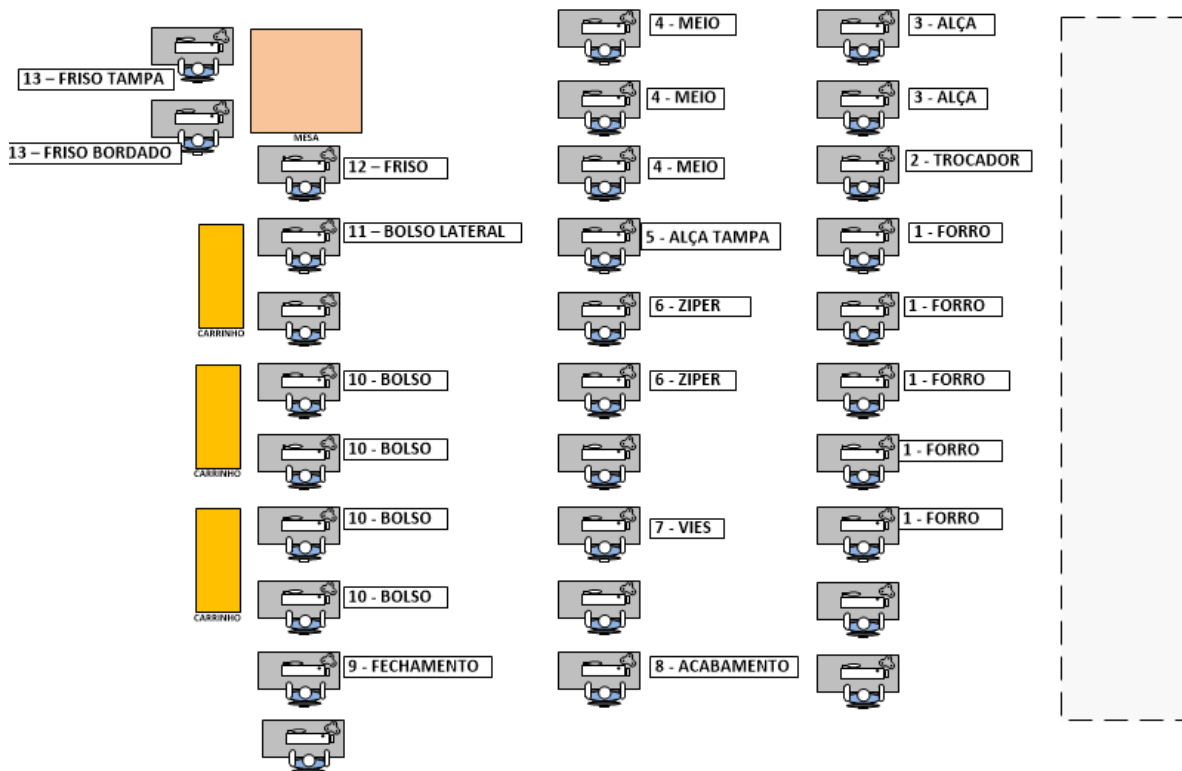 4 - MEIO
3 - ALÇA
13 – FRISO TAMPA
4 - MEIO
3 - ALÇA
MESA
13 – FRISO BORDADO
12 – FRISO
4 - MEIO
2 - TROCADOR
11 – BOLSO LATERAL
5 - ALÇA TAMPA
1 - FORRO
CARRINHO
6 - ZIPER
1 - FORRO
10 - BOLSO
6 - ZIPER
1 - FORRO
10 - BOLSO
1 - FORRO
CARRINHO
10 - BOLSO
7 - VIES
1 - FORRO
10 - BOLSO
CARRINHO
9 - FECHAMENTO
8 - ACABAMENTO